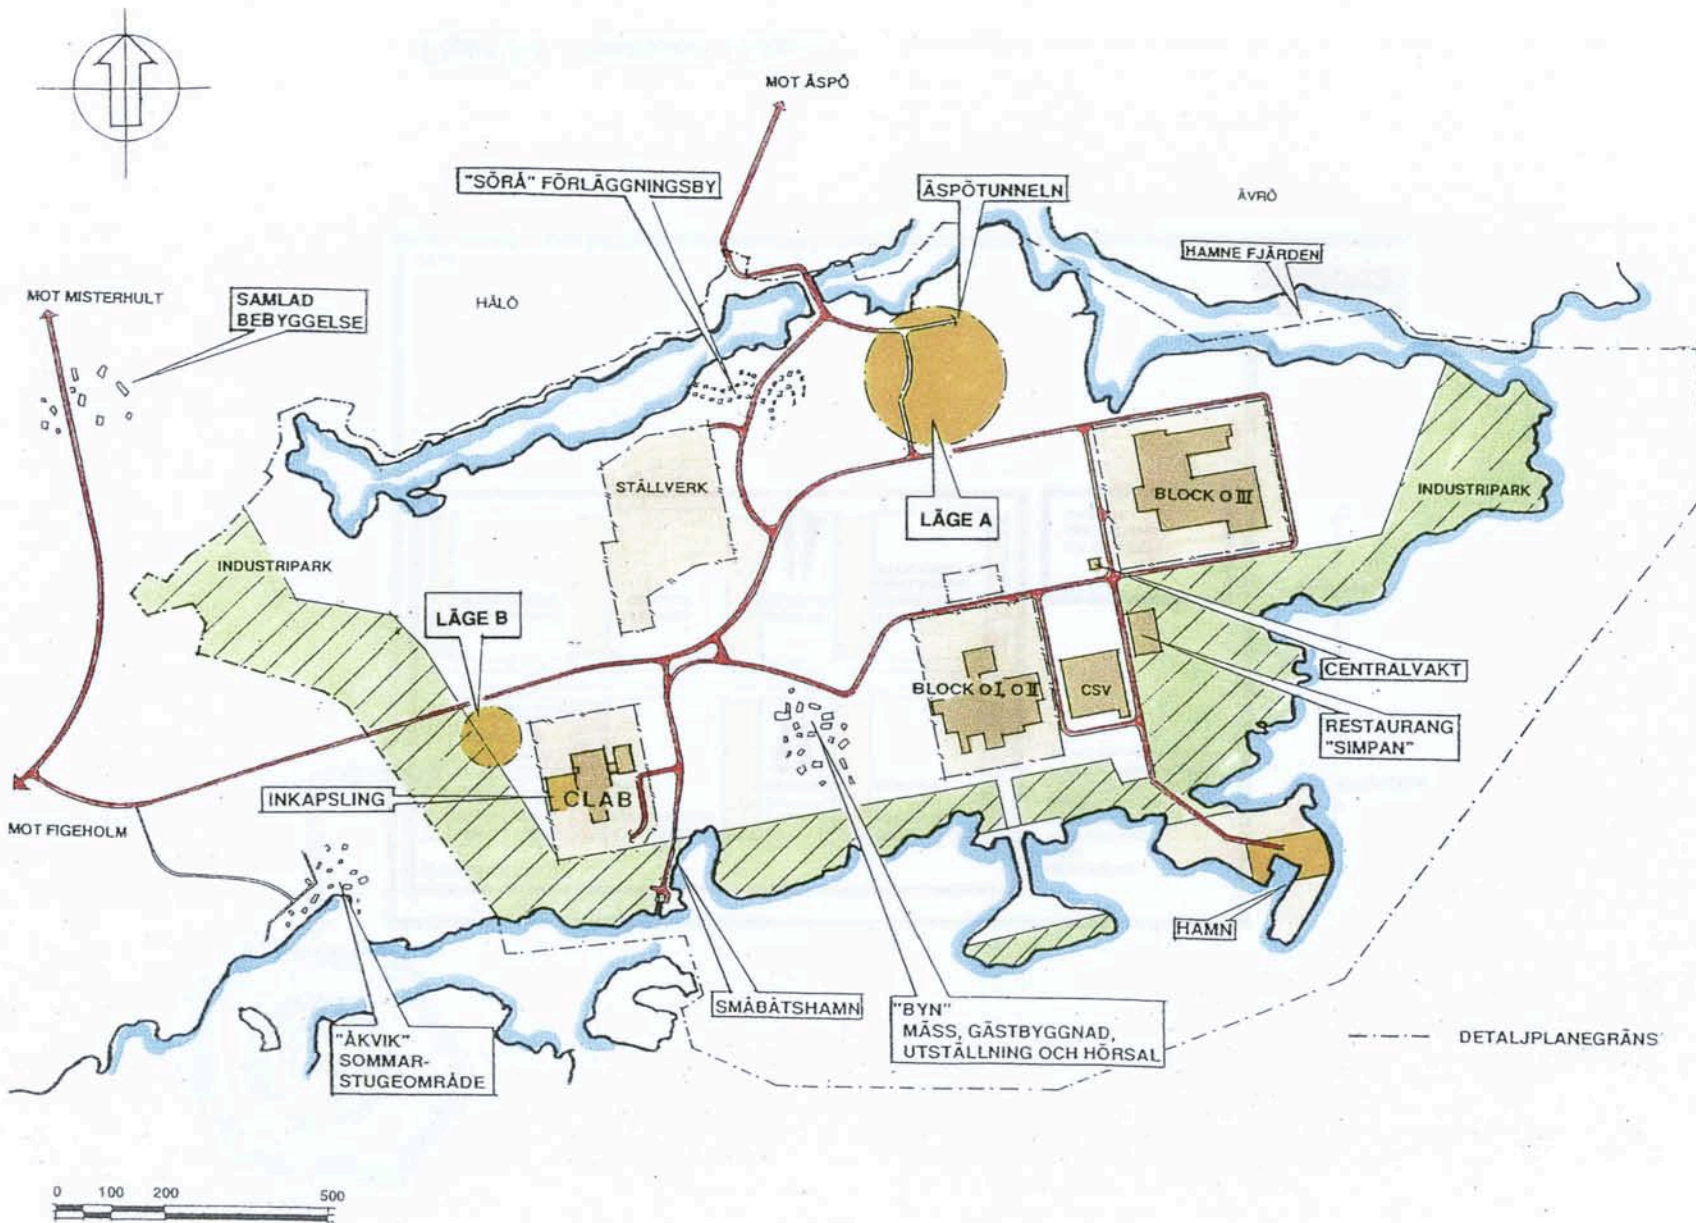 MOT ÄSPÖ
"SÖRÅ" FÖRLÄGGNINGSBY
ÄSPÖTUNNELN
ÄVRÖ
HAMNE FJÄRDEN
MOT MISTERHULT
SAMLAD
BEBYGGELSE
HÅLÖ
STÄLLVERK
LÄGE A
BLOCK O III
INDUSTRIPARK
INDUSTRIPARK
LÄGE B
CENTRALVAKT
BLOCK O I, O II
CSV
RESTAURANG
"SIMPAN"
INKAPSLING
CLAB
MOT FIGEHOLM
HAMN
SMÅBÅTSHAMN
"BYN"
MÄSS, GÄSTBYGGNAD,
UTSTÄLLNING OCH HÖRSAL
"ÅKVIK"
SOMMAR-
STUGEOMRÅDE
DETALJPLANEGRÄNS
0 100 200 500